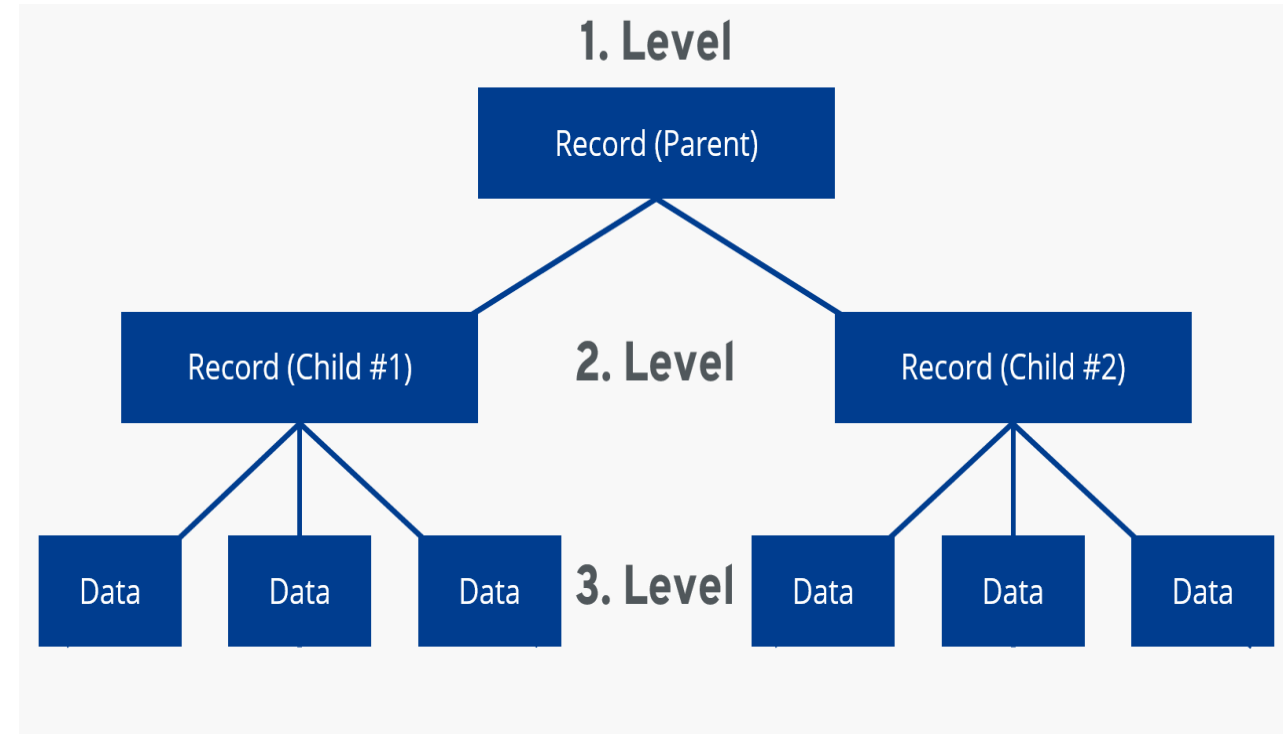 1. Level
Record (Parent)
Record (Child #1)
2. Level
Record (Child #2)
Data
Data
Data
3. Level
Data
Data
Data